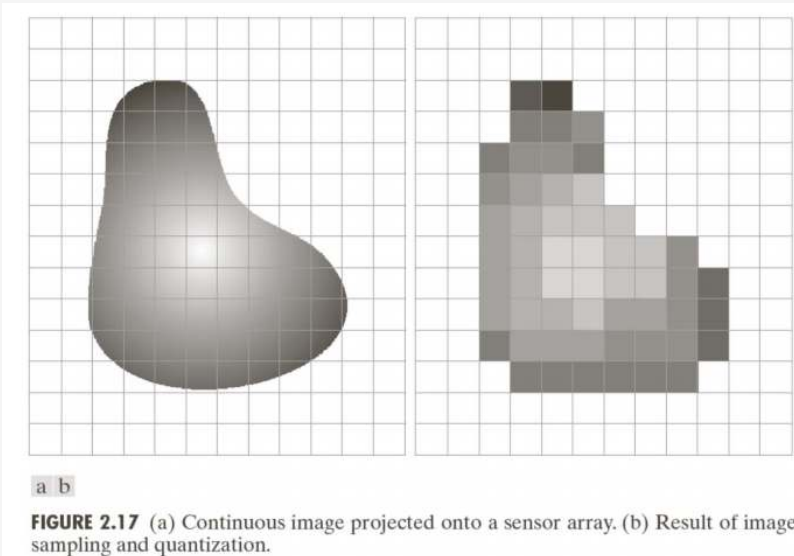 a b
FIGURE 2.17 (a) Continuous image projected onto a sensor array. (b) Result of image
sampling and quantization.